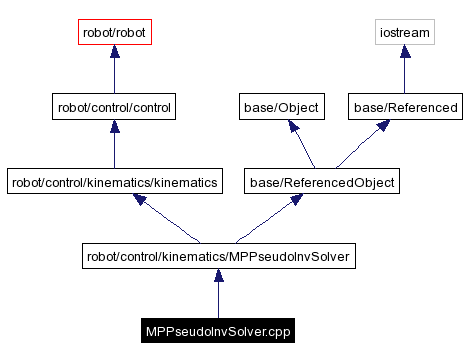 robot/robot
iostream
robot/control/control
base/Object
base/Referenced
robot/control/kinematics/kinematics
base/ReferencedObject
robot/control/kinematics/MPPseudoInvSolver
MPPseudoInvSolver.cpp